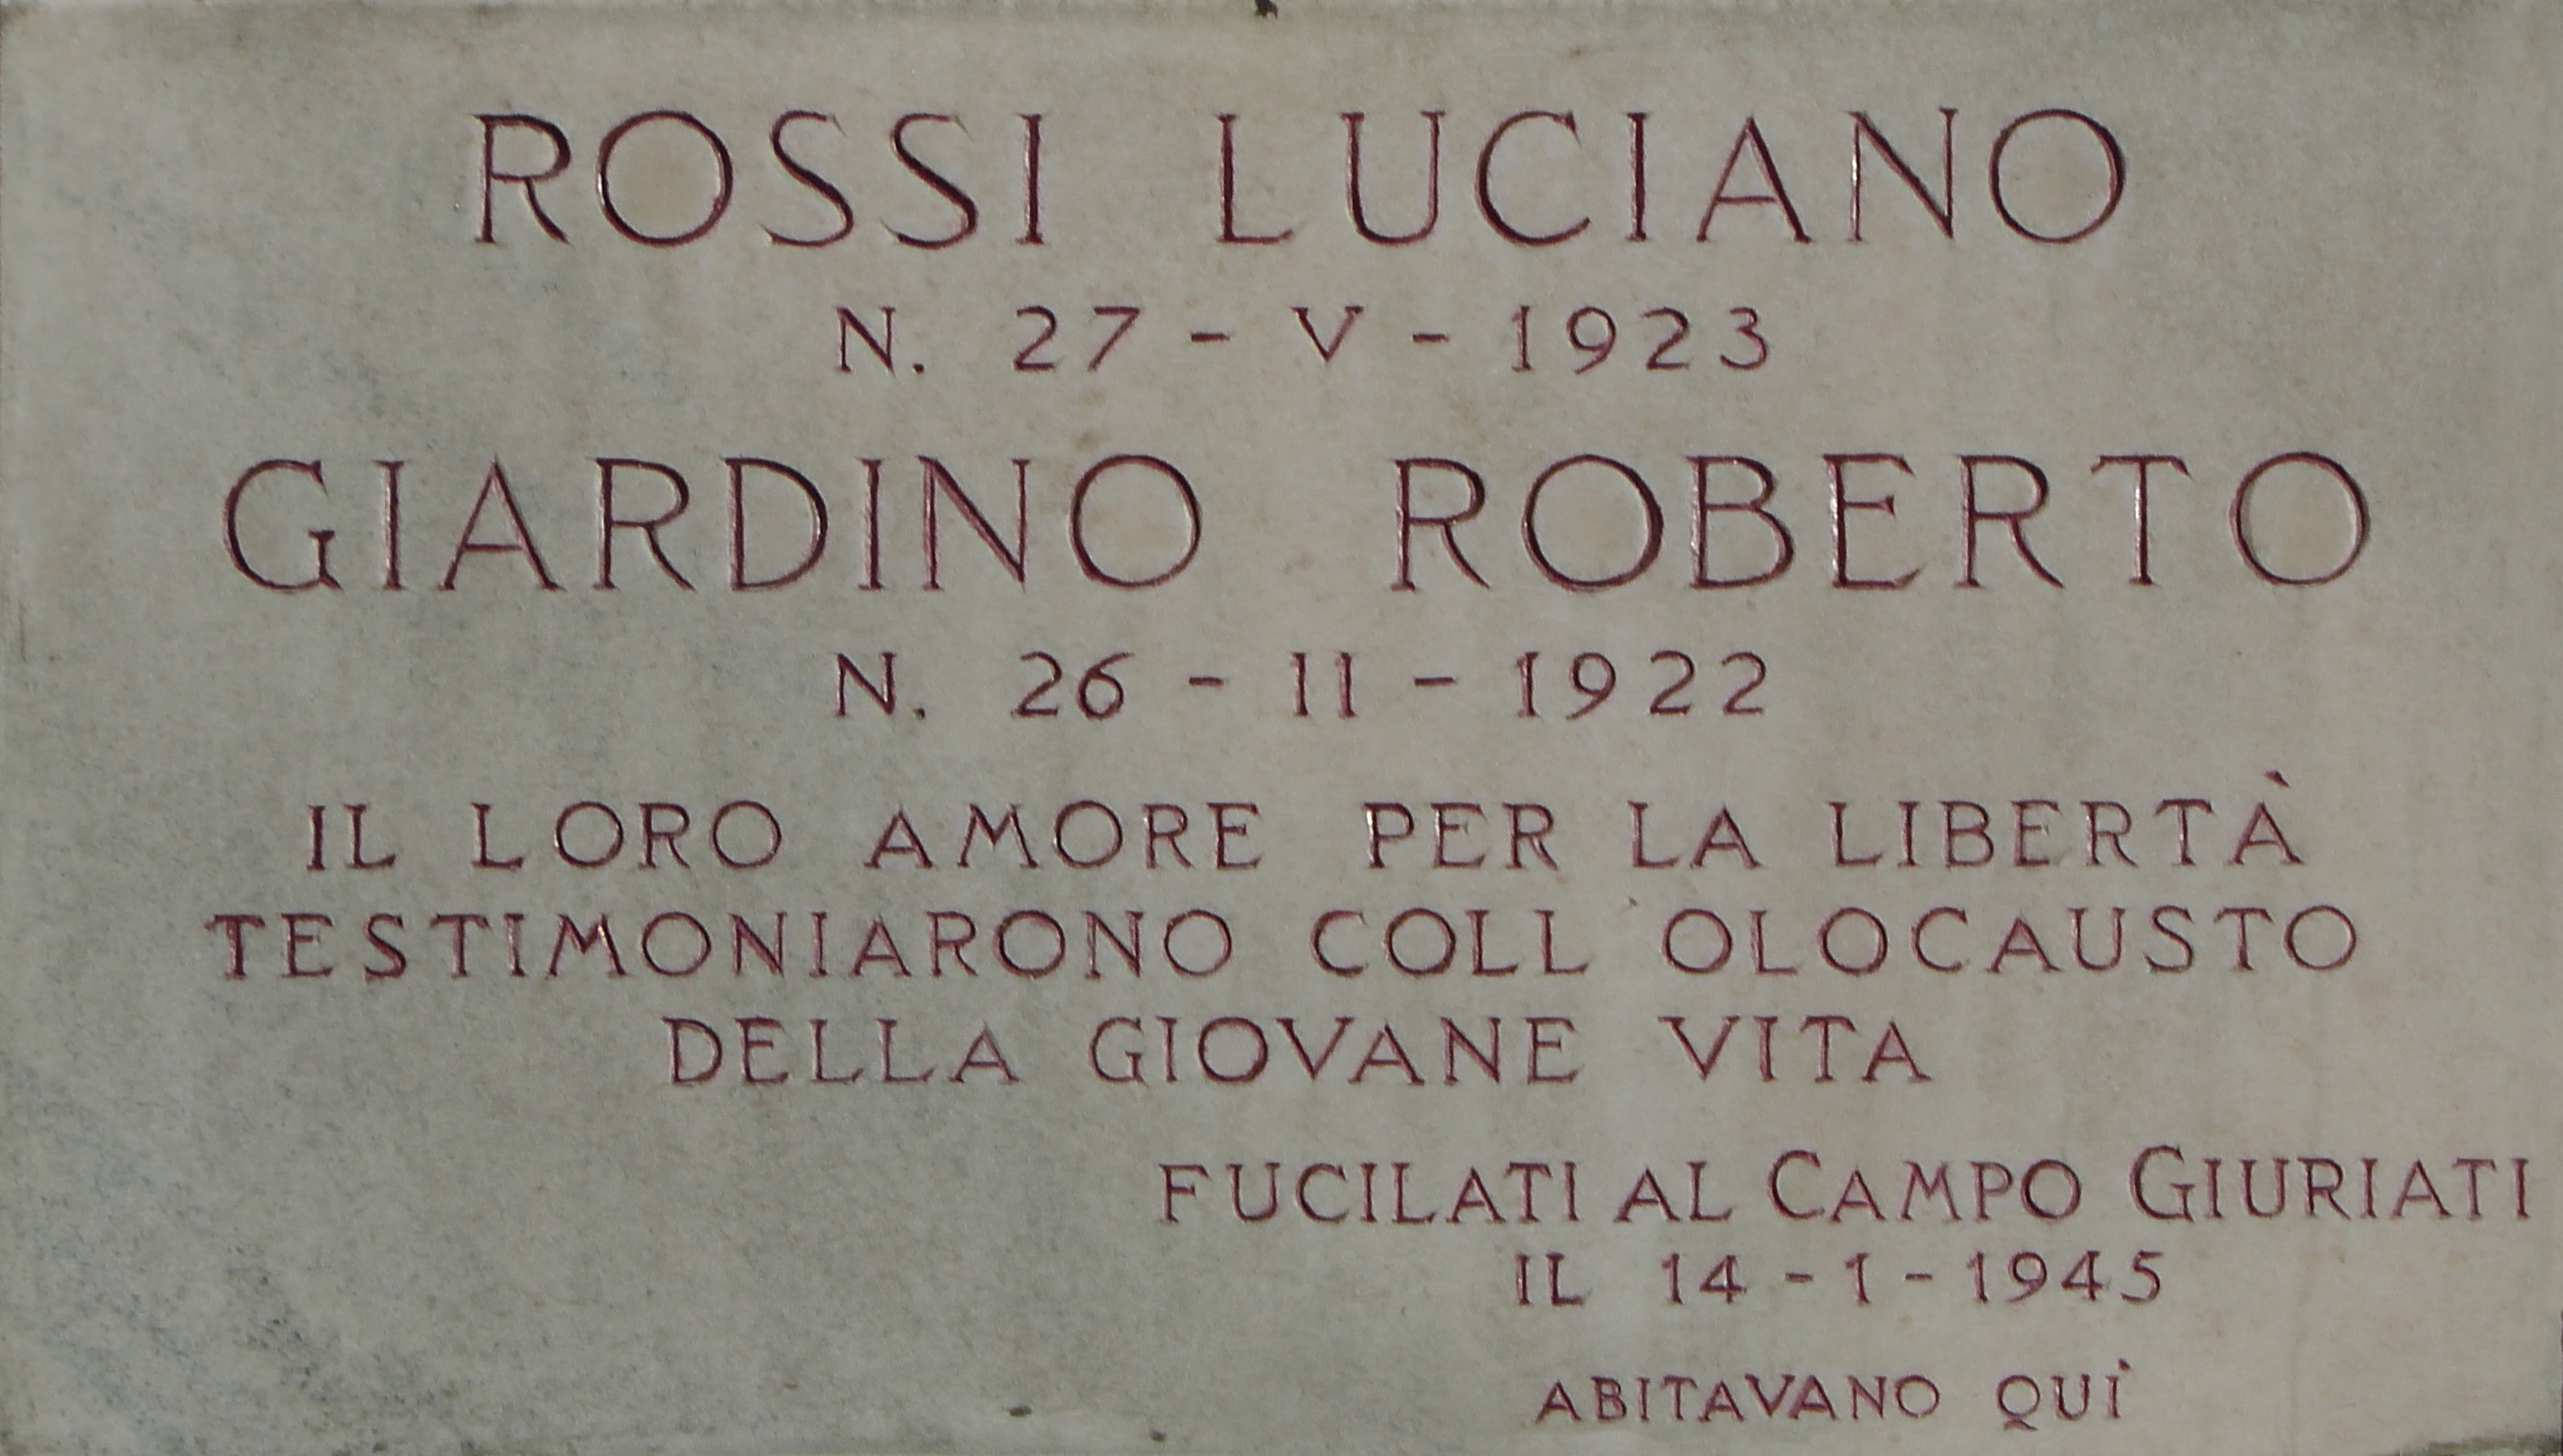 ROSSI LUCIANO
N. 27 - V - 1923
GIARDINO ROBERTO
N. 26 - 11 - 1922
IL LORO AMORE PER LA LIBERTÀ
TESTIMONIARONO COLL'OLOCAUSTO
DELLA GIOVANE VITA
FUCILATI AL CAMPO GIURIATI
IL 14 - 1 - 1945
ABITAVANO QUÌ